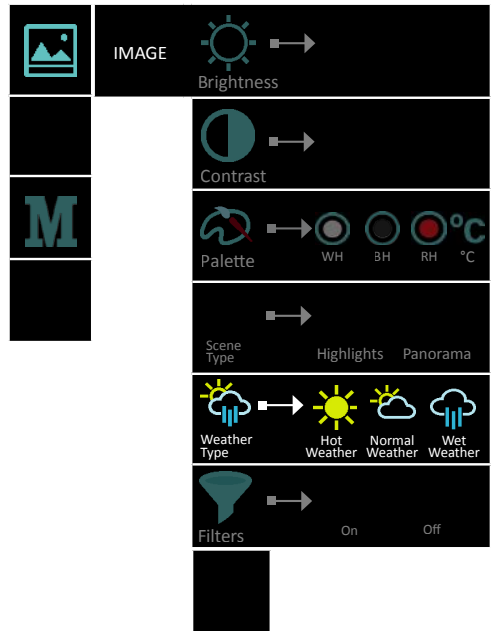 IMAGE
Brightness
Contrast
M
°C
Palette
WH BH RH °C
Scene
Type
Highlights Panorama
Weather
Type
Hot
Weather
Normal
Weather
Wet
Weather
Filters
On Off